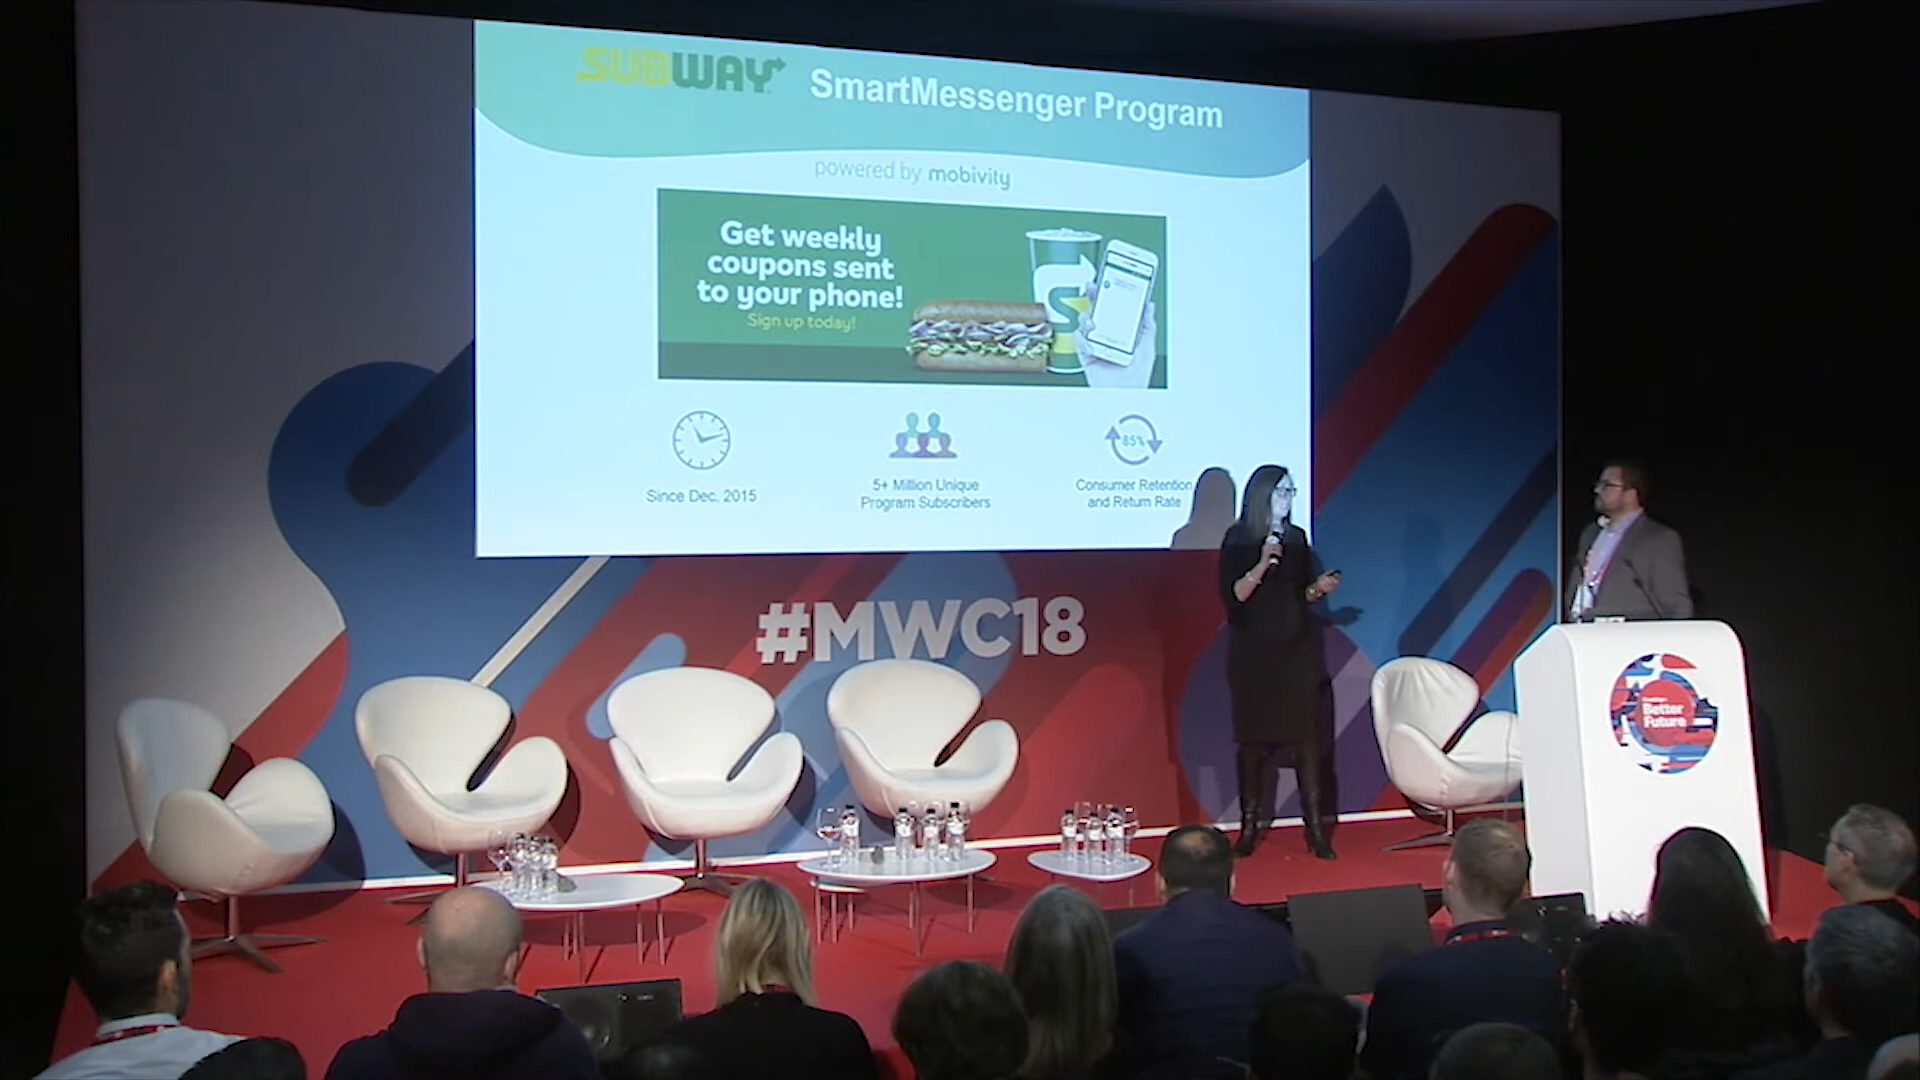 SUBWAY
SmartMessenger Program
powered by mobivity
Get weekly
coupons sent
to your phone!
Sign up today!
85%
Since Dec. 2015
5+ Million Unique
Program Subscribers
Consumer Retention
and Return Rate
#MWC18
Better
Future